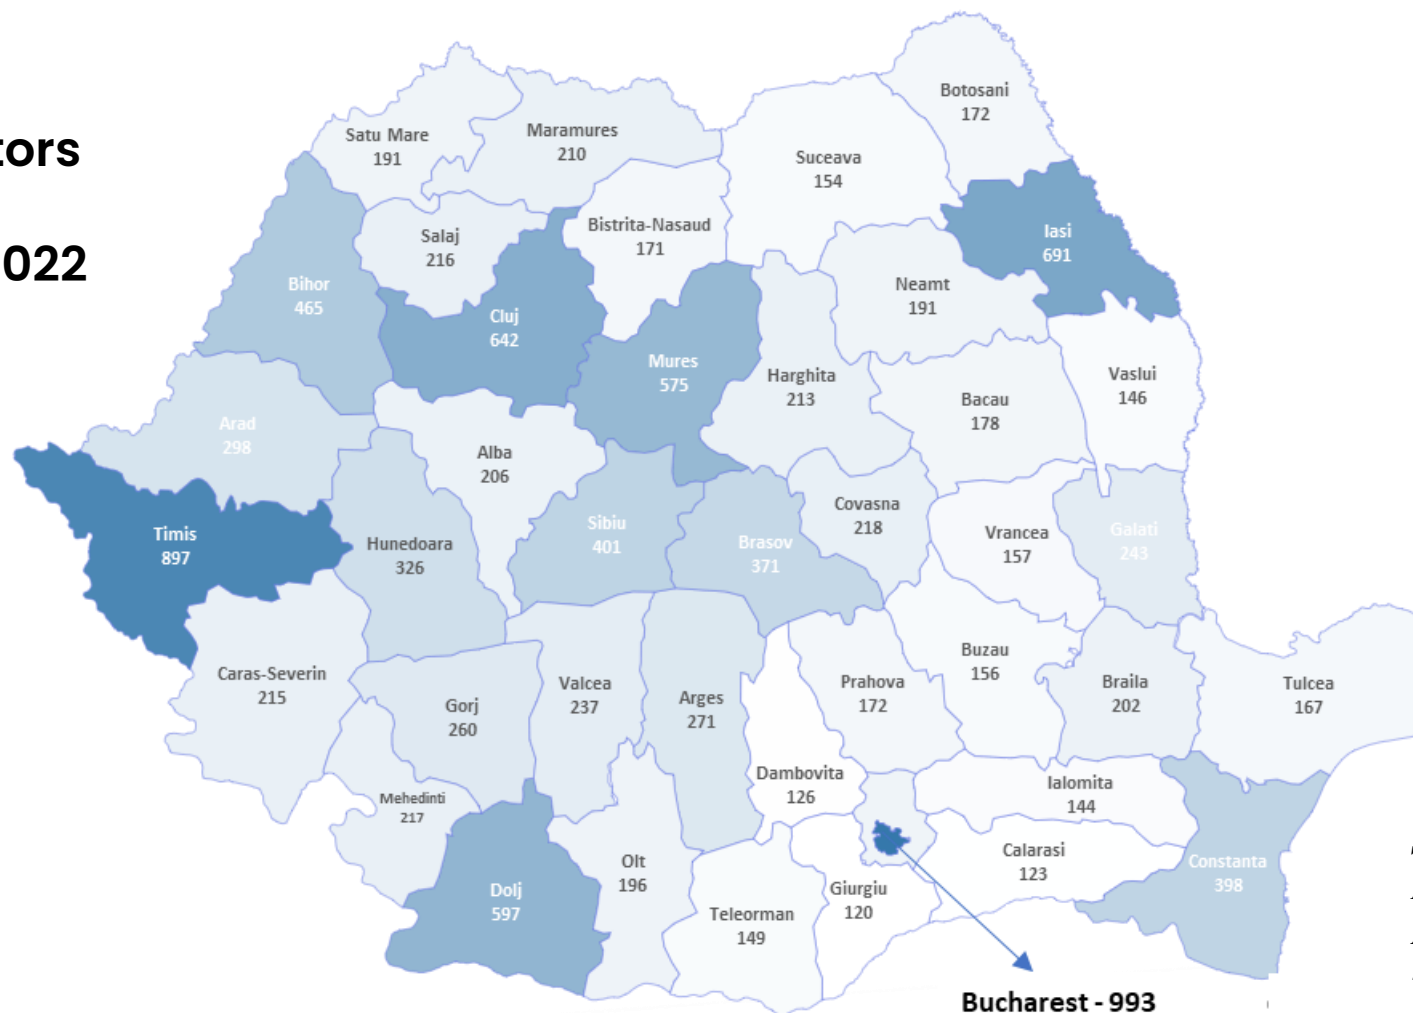 tors
2022
Satu Mare
191
Maramures
210
Botosani
172
Suceava
154
Salaj
216
Bistrita-Nasaud
171
Iasi
691
Bihor
465
Cluj
642
Neamt
191
Mures
575
Harghita
213
Vaslui
146
Bacau
178
Arad
298
Alba
206
Timis
897
Hunedoara
326
Sibiu
401
Brasov
371
Covasna
218
Vrancea
157
Galati
243
Caras-Severin
215
Gorj
260
Valcea
237
Arges
271
Prahova
172
Buzau
156
Braila
202
Tulcea
167
Mehedinti
217
Dambovita
126
Ialomita
144
Dolj
597
Olt
196
Teleorman
149
Giurgiu
120
Calarasi
123
Constanta
398
Bucharest - 993